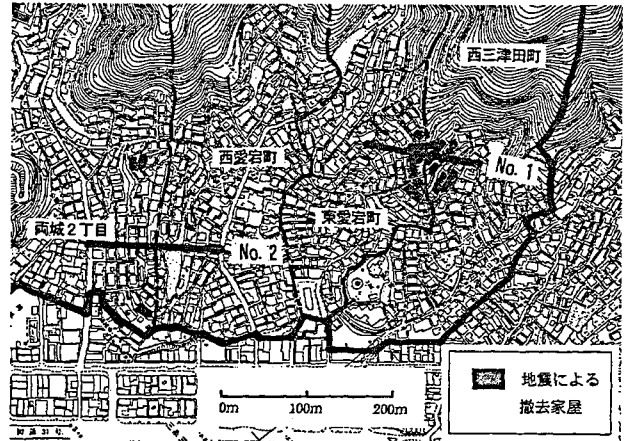 西三津田町
西愛宕町
No. 1
東愛宕町
両城2丁目
No. 2
地震による
撤去家屋
0m 100m 200m